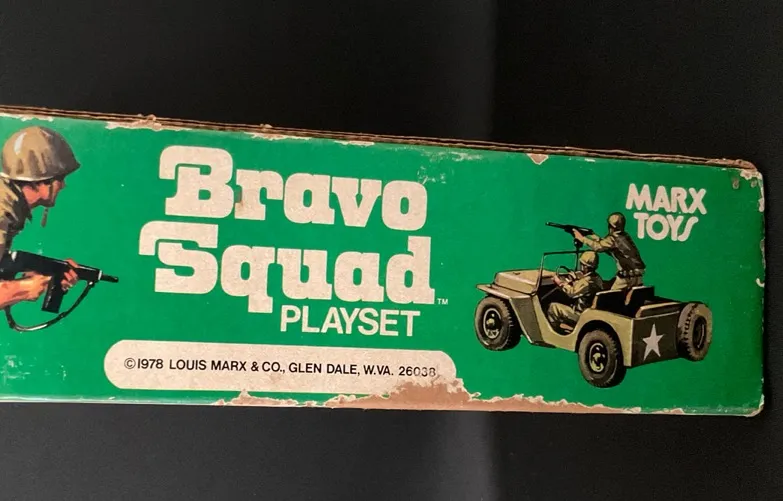 Bravo
Squad™
PLAYSET
©1978 LOUIS MARX & CO., GLEN DALE, W.VA. 26038
MARX
TOYS